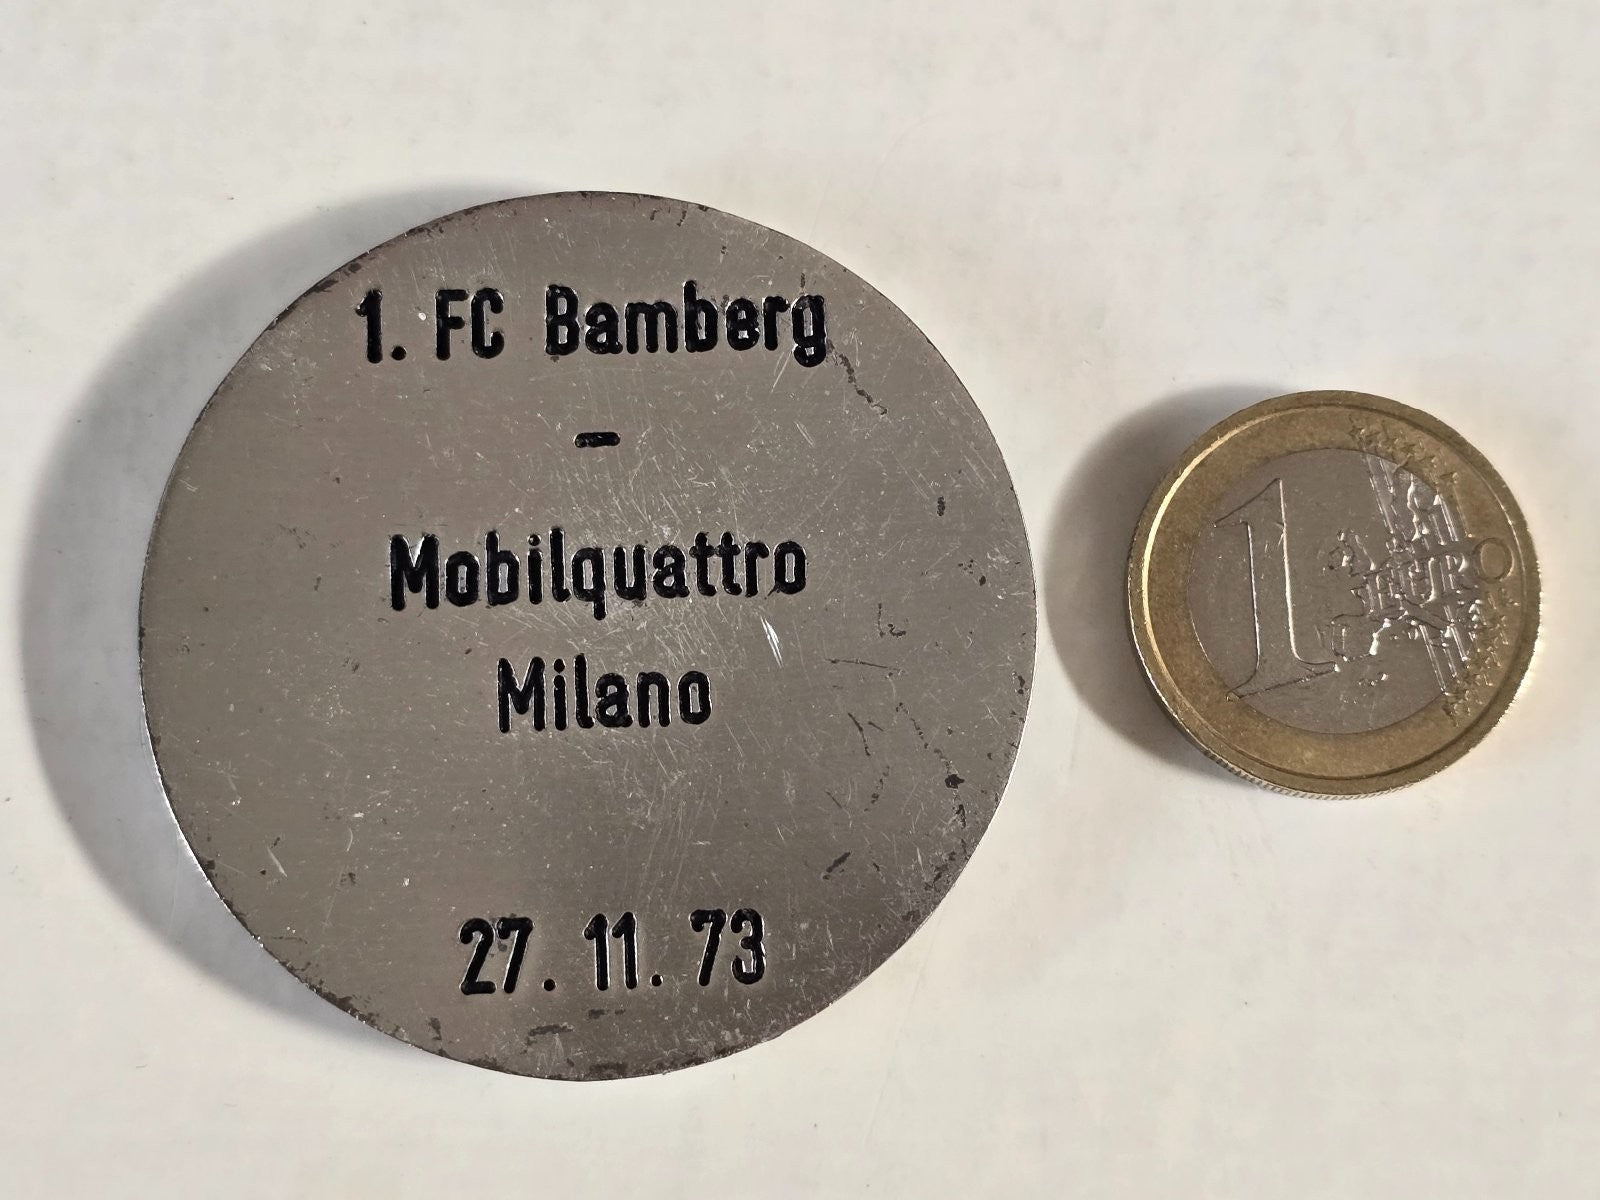 1. FC Bamberg
-
Mobilquattro
Milano
27. 11. 73
1 EURO